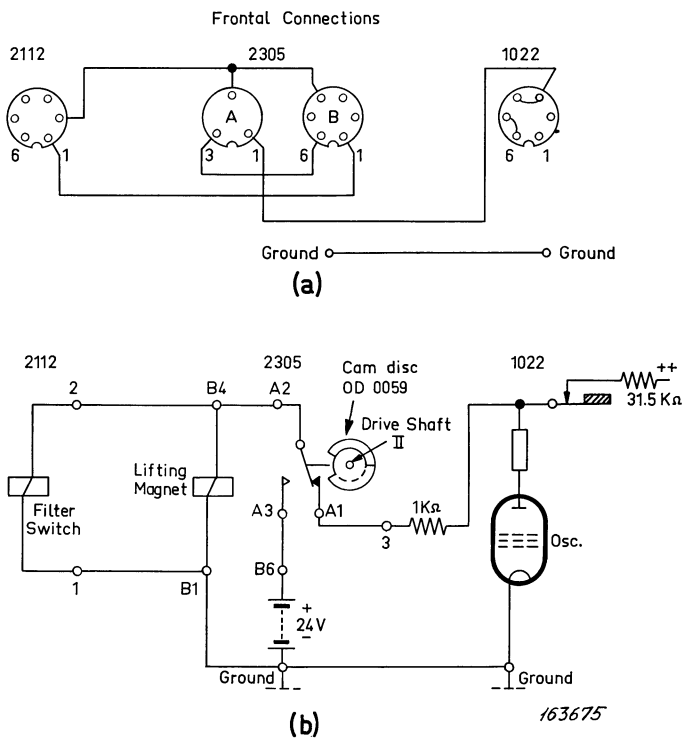 Frontal Connections
2112 2305 1022
A B
6 1 3 1 6 1 6 1
Ground Ground
(a)
2112 2305 Cam disc OD 0059 1022
2 B4 A2 ++
31.5 KΩ
Drive Shaft
II
Lifting
Magnet
Filter
Switch
A3 A1 1KΩ
3
Osc.
B6
1 B1
+
24V
−
Ground Ground
(b)
163675